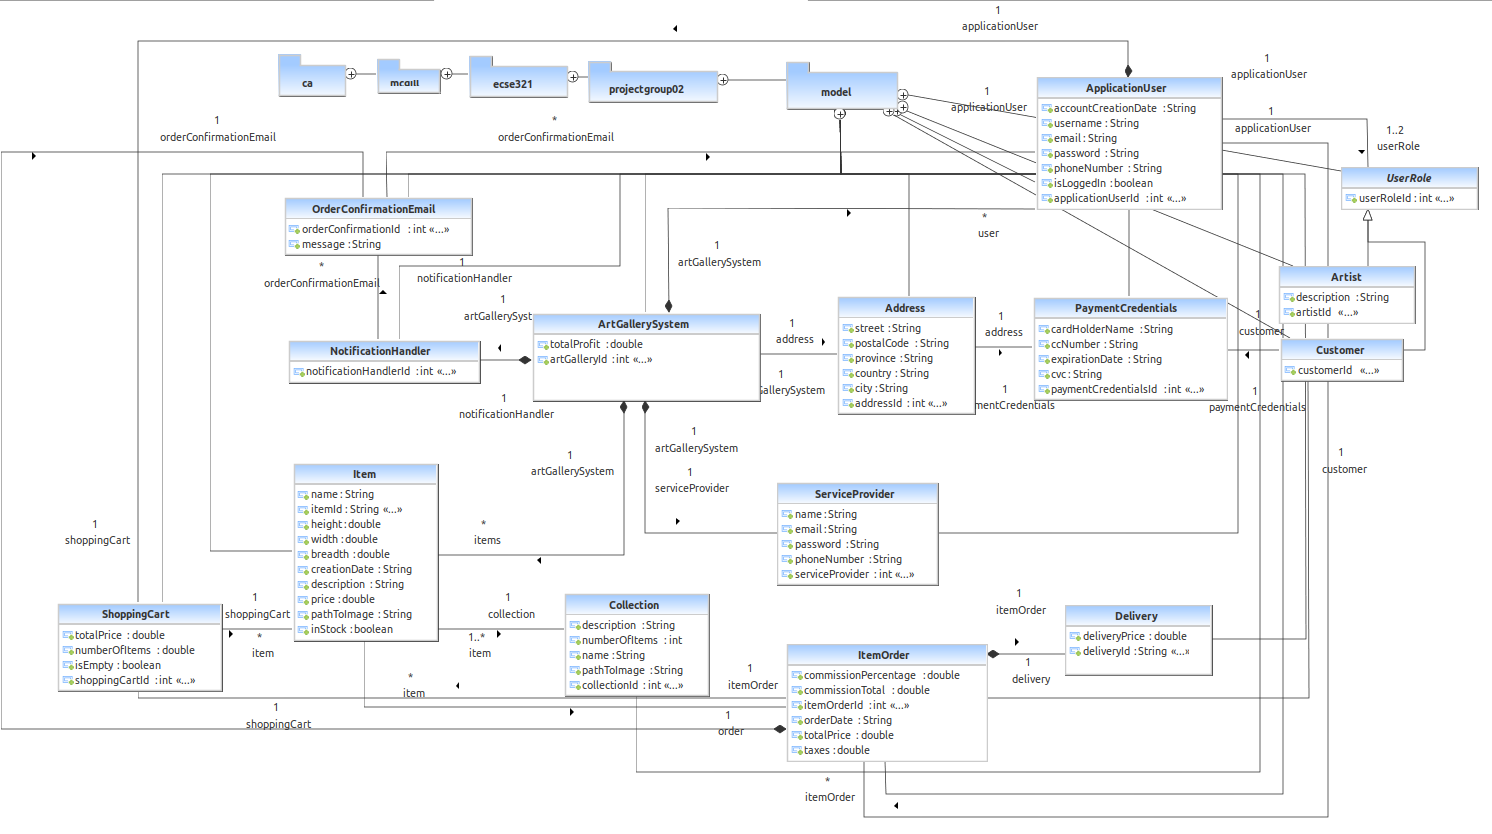 1
applicationUser
1
applicationUser
ca
mcgill
ecse321
projectgroup02
model
ApplicationUser
accountCreationDate : String
username : String
email : String
password : String
phoneNumber : String
isLoggedIn : boolean
applicationUserId : int «...»
1
applicationUser
1
applicationUser
1..2
userRole
UserRole
userRoleId : int «...»
1
orderConfirmationEmail
*
orderConfirmationEmail
OrderConfirmationEmail
orderConfirmationId : int «...»
message : String
*
orderConfirmationEmail
1
notificationHandler
1
artGallerySystem
*
user
1
artGallerySyst
ArtGallerySystem
totalProfit : double
artGalleryId : int «...»
NotificationHandler
notificationHandlerId : int «...»
1
notificationHandler
1
address
1
GallerySystem
Address
street : String
postalCode : String
province : String
country : String
city : String
addressId : int «...»
1
address
1
mentCredentials
PaymentCredentials
cardHolderName : String
ccNumber : String
expirationDate : String
cvc : String
paymentCredentialsId : int «...»
1
customer
1
paymentCredentials
Artist
description : String
artistId «...»
Customer
customerId «...»
1
customer
1
artGallerySystem
1
artGallerySystem
1
serviceProvider
ServiceProvider
name : String
email : String
password : String
phoneNumber : String
serviceProvider : int «...»
Item
name : String
itemId : String «...»
height : double
width : double
breadth : double
creationDate : String
description : String
price : double
pathToImage : String
inStock : boolean
*
items
1
shoppingCart
ShoppingCart
totalPrice : double
numberOfItems : double
isEmpty : boolean
shoppingCartId : int «...»
1
shoppingCart
*
item
1
collection
1..*
item
Collection
description : String
numberOfItems : int
name : String
pathToImage : String
collectionId : int «...»
1
itemOrder
Delivery
deliveryPrice : double
deliveryId : String «...»
1
delivery
ItemOrder
commissionPercentage : double
commissionTotal : double
itemOrderId : int «...»
orderDate : String
totalPrice : double
taxes : double
*
item
1
itemOrder
1
shoppingCart
1
order
*
itemOrder